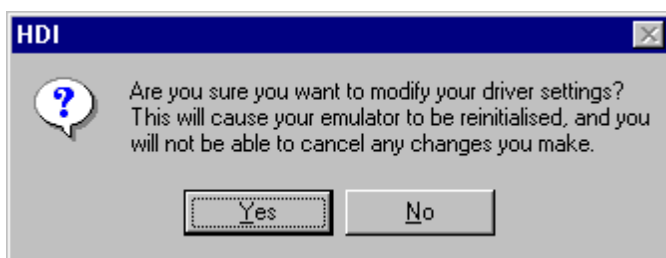 HDI
Are you sure you want to modify your driver settings?
This will cause your emulator to be reinitialised, and you
will not be able to cancel any changes you make.
Yes No